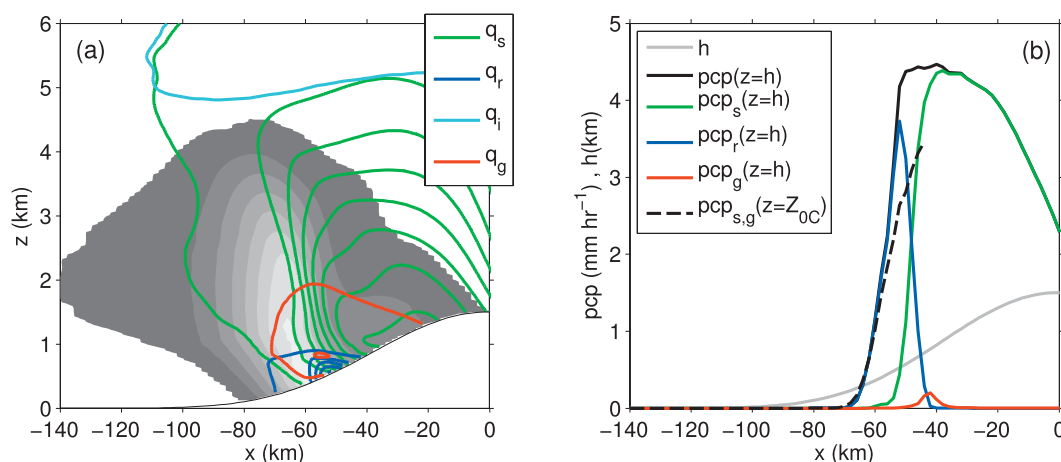 (a)
q_s
q_r
q_i
q_g
z (km)
6
5
4
3
2
1
0
−140 −120 −100 −80 −60 −40 −20 0
x (km)
(b)
h
pcp(z=h)
pcp_s(z=h)
pcp_r(z=h)
pcp_g(z=h)
pcp_s,g(z=Z_0C)
pcp (mm hr⁻¹) , h(km)
5
4
3
2
1
0
−140 −120 −100 −80 −60 −40 −20 0
x (km)